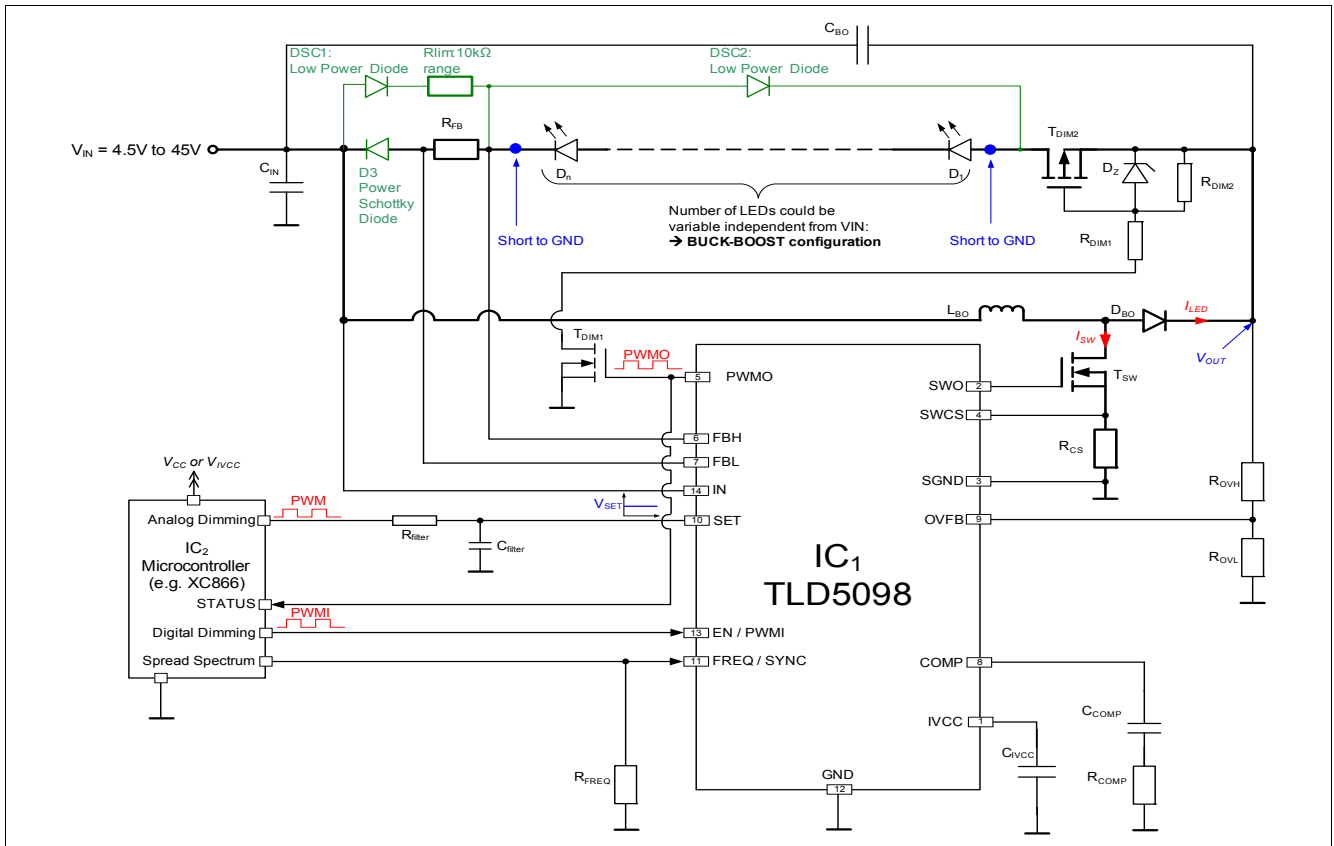 C_BO
DSC1:
Low Power Diode
Rlim:10kΩ
range
DSC2:
Low Power Diode
R_FB
T_DIM2
V_IN = 4.5V to 45V
C_IN
D3
Power
Schottky
Diode
D_n
D_1
D_Z
R_DIM2
Number of LEDs could be
variable independent from VIN:
→ BUCK-BOOST configuration
Short to GND
Short to GND
R_DIM1
L_BO
D_BO
I_LED
I_SW
V_OUT
T_DIM1
PWMO
5
PWMO
SWO
2
T_SW
SWCS
4
6
FBH
R_CS
7
FBL
V_CC or V_IVCC
14
IN
SGND
3
R_OVH
PWM
V_SET
Analog Dimming
10
SET
OVFB
9
R_filter
C_filter
IC_2
Microcontroller
(e.g. XC866)
IC_1
TLD5098
R_OVL
STATUS
PWMI
Digital Dimming
13
EN / PWMI
Spread Spectrum
11
FREQ / SYNC
COMP
8
C_COMP
IVCC
1
C_IVCC
R_FREQ
GND
12
R_COMP